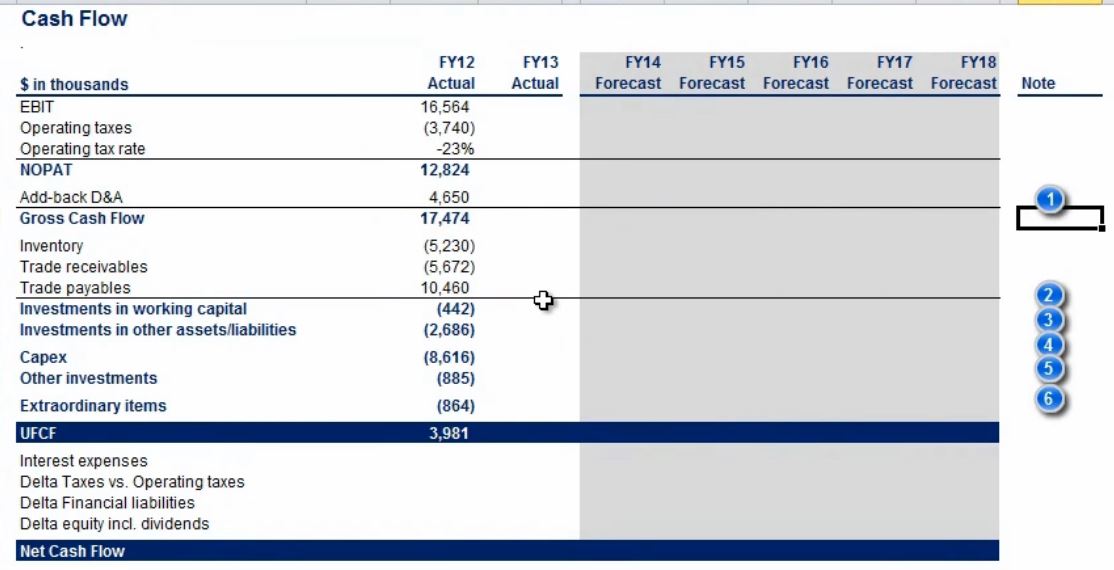 Cash Flow
.
FY12 FY13 FY14 FY15 FY16 FY17 FY18
$ in thousands Actual Actual Forecast Forecast Forecast Forecast Forecast Note
EBIT 16,564
Operating taxes (3,740)
Operating tax rate -23%
NOPAT 12,824
Add-back D&A 4,650 1
Gross Cash Flow 17,474
Inventory (5,230)
Trade receivables (5,672)
Trade payables 10,460 2
Investments in working capital (442) 3
Investments in other assets/liabilities (2,686) 4
Capex (8,616) 5
Other investments (885)
Extraordinary items (864) 6
UFCF 3,981
Interest expenses
Delta Taxes vs. Operating taxes
Delta Financial liabilities
Delta equity incl. dividends
Net Cash Flow